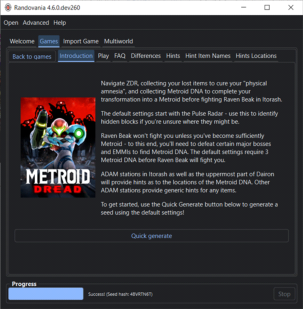 Randovania 4.6.0.dev260
Open Advanced Help
Welcome Games Import Game Multiworld
Back to games Introduction Play FAQ Differences Hints Hint Item Names Hints Locations
Navigate ZDR, collecting your lost items to cure your "physical
amnesia", and collecting Metroid DNA to complete your
transformation into a Metroid before fighting Raven Beak in Itorash.
The default settings start with the Pulse Radar - use this to identify
hidden blocks if you're unsure where they might be.
Raven Beak won't fight you unless you've become sufficiently
Metroid - to this end, you'll need to defeat certain major bosses
and EMMIs to find Metroid DNA. The default settings require 3
Metroid DNA before Raven Beak will fight you.
METROID
DREAD
ADAM stations in Itorash as well as the uppermost part of Dairon
will provide hints as to the locations of the Metroid DNA. Other
ADAM stations provide generic hints for any items.
To get started, use the Quick Generate button below to generate a
seed using the default settings!
Quick generate
Progress
Success! (Seed hash: 4BVRTN87)
Stop